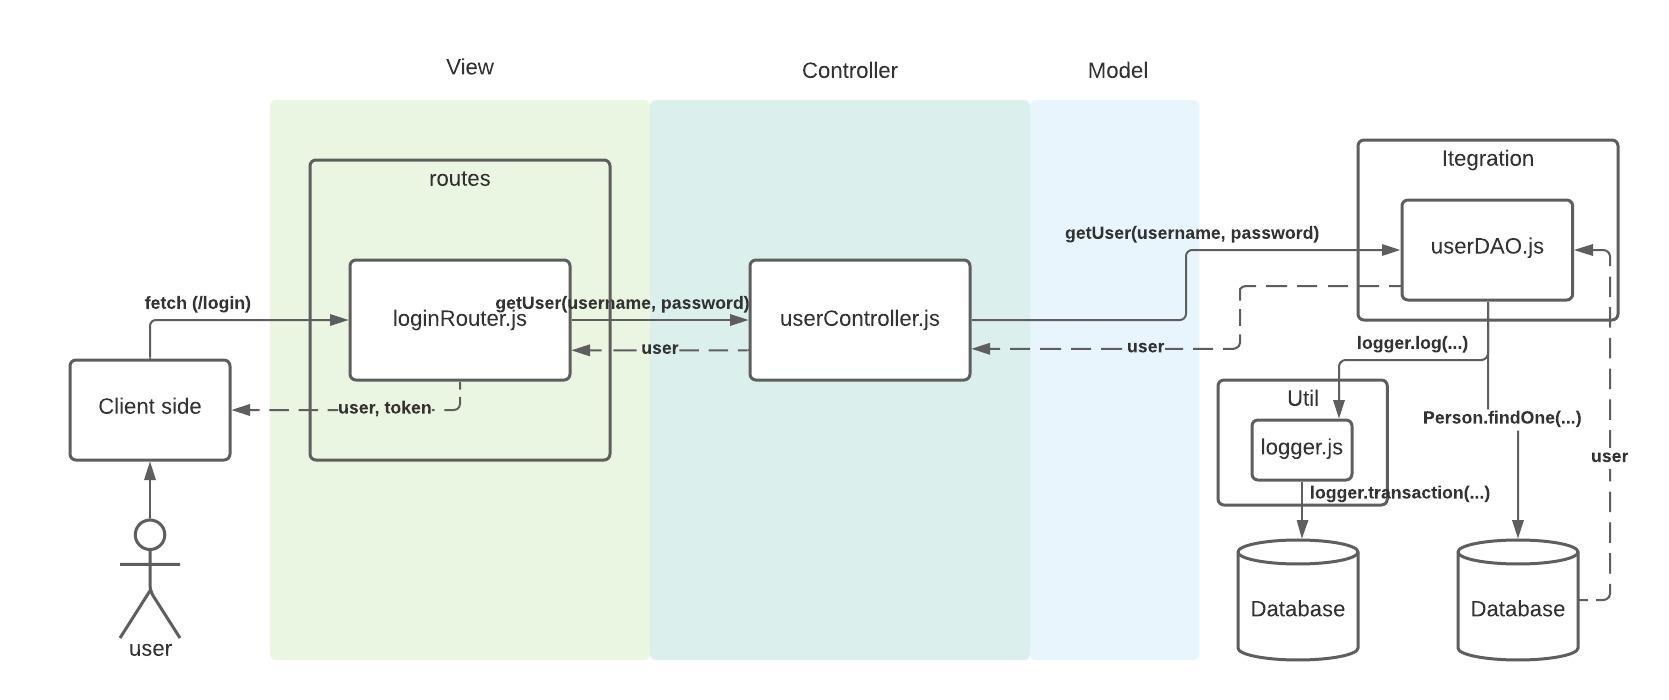 View
Controller
Model
Itegration
routes
userDAO.js
getUser(username, password)
fetch (/login)
getUser(username, password)
loginRouter.js
userController.js
user
user
logger.log(...)
Client side
user, token
Util
Person.findOne(...)
logger.js
user
logger.transaction(...)
Database
Database
user